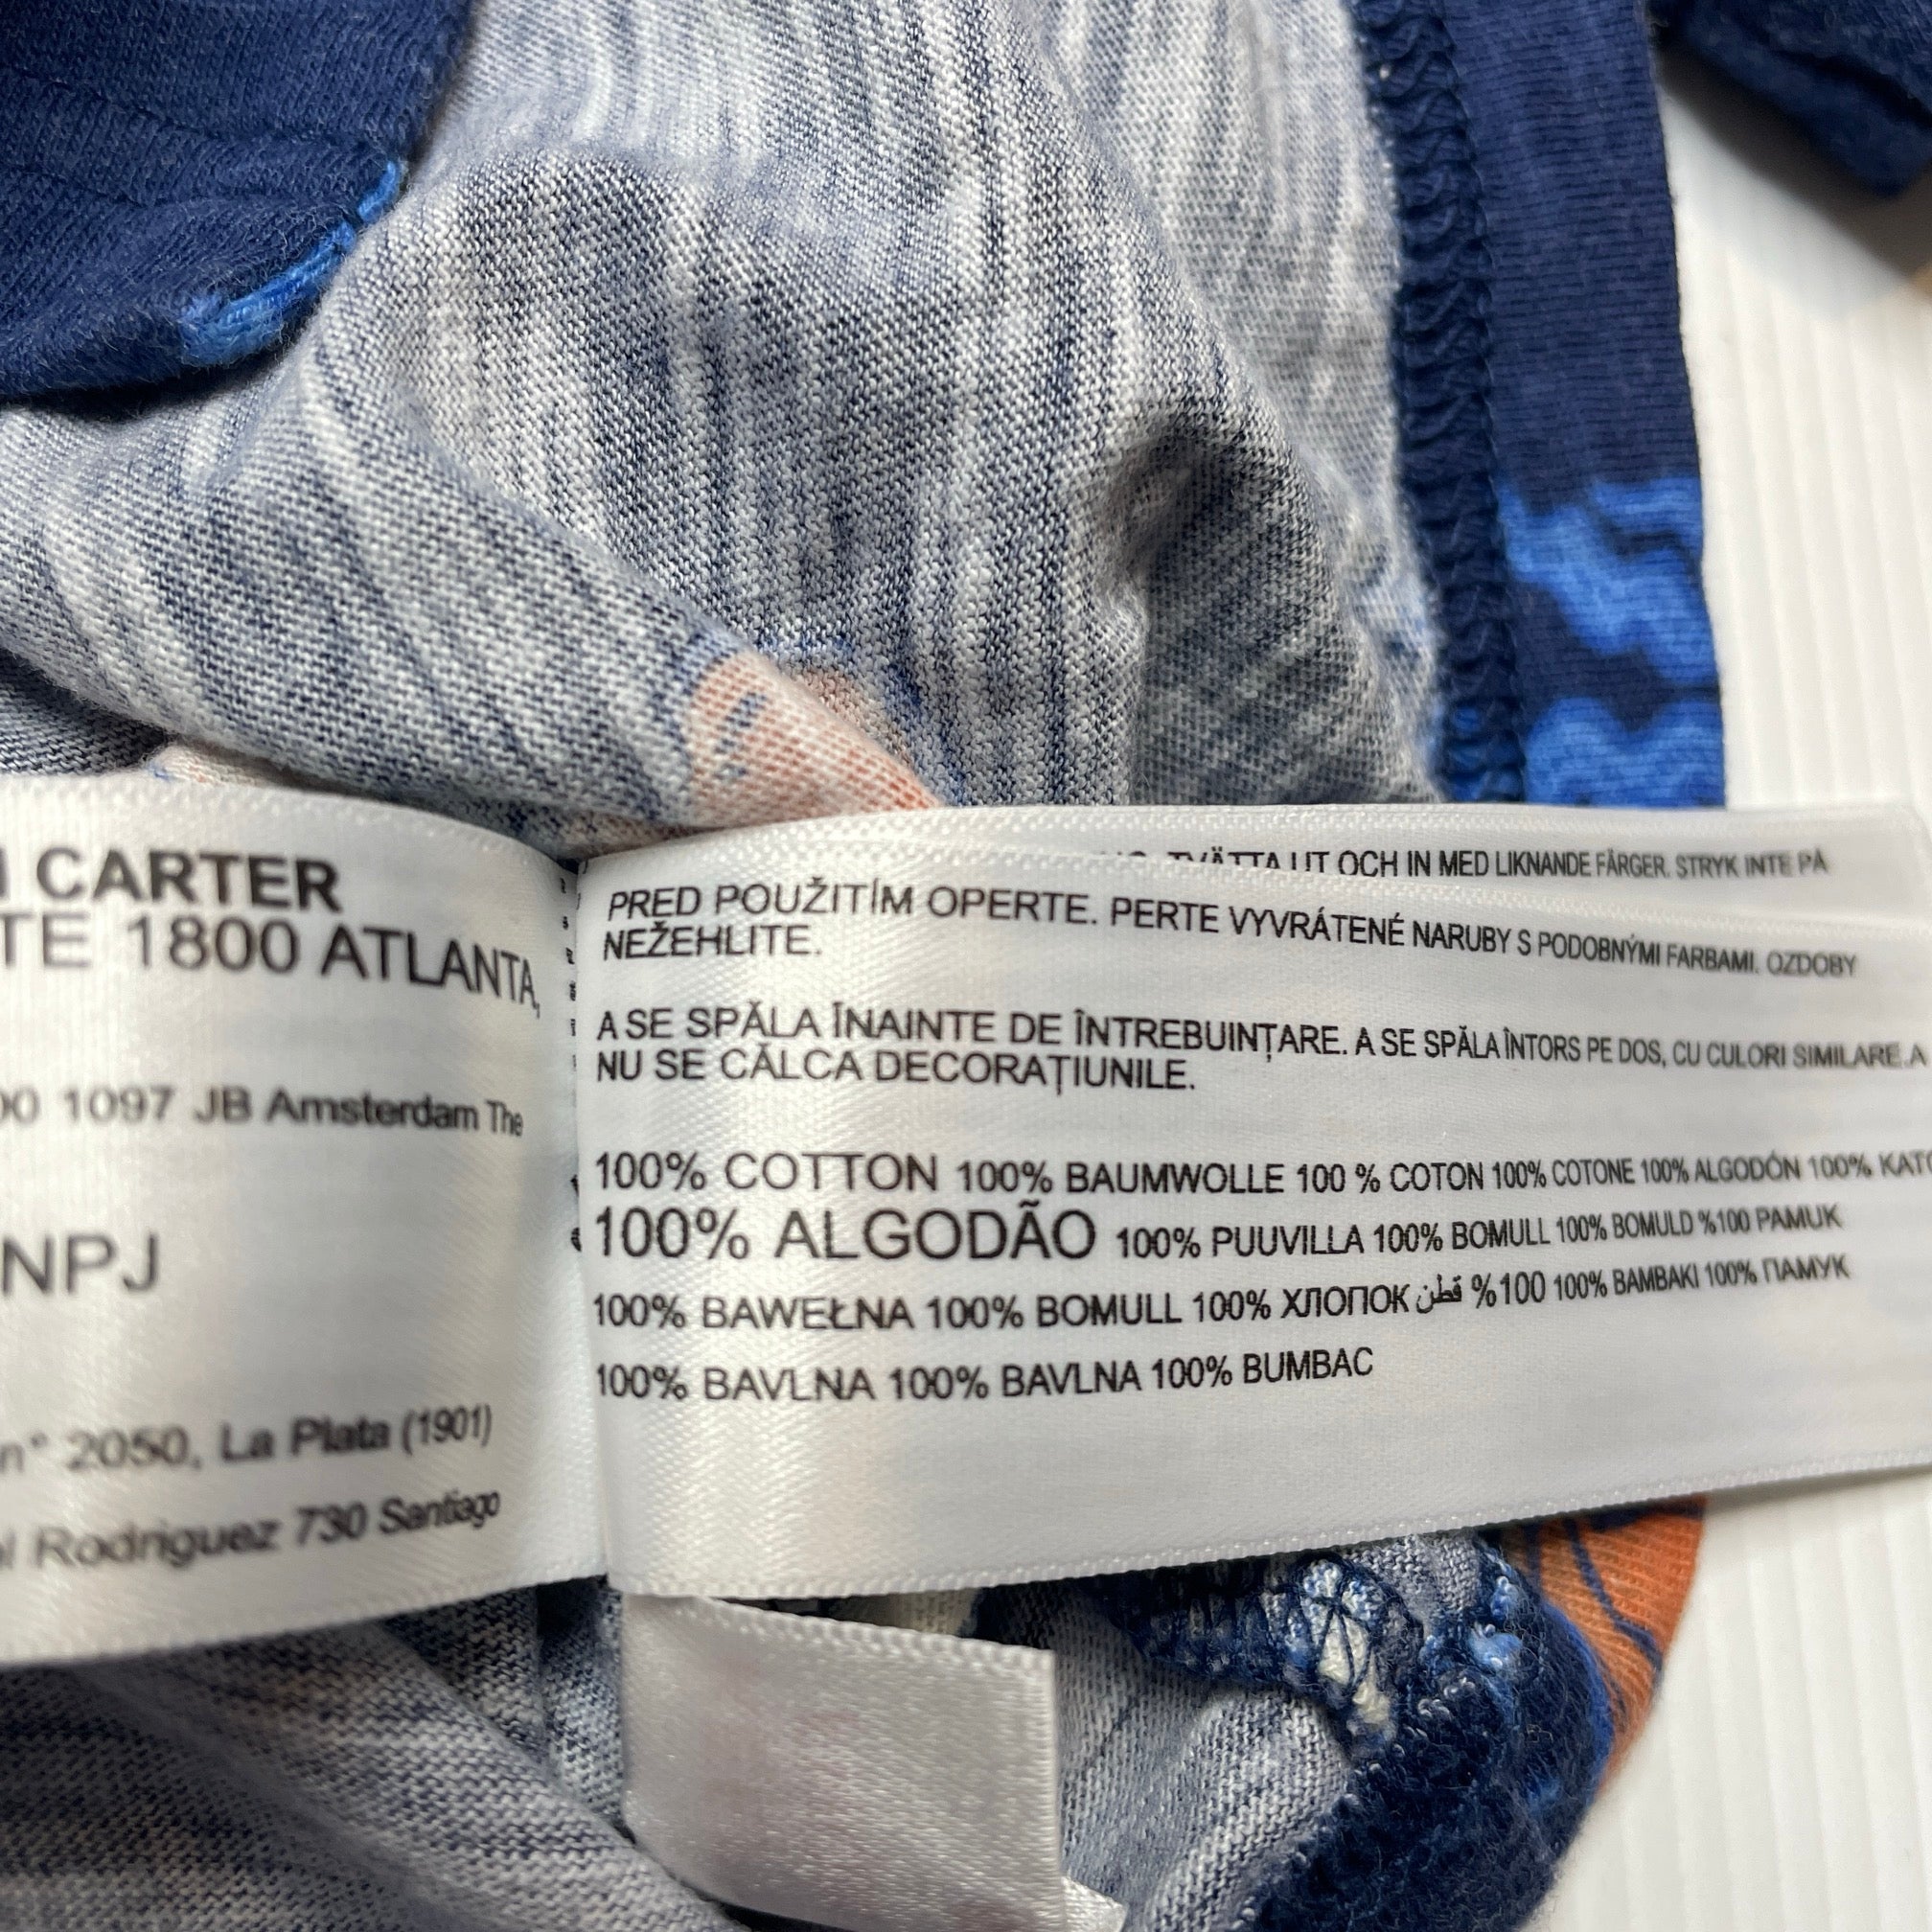 CARTER
TE 1800 ATLANTA,
00 1097 JB Amsterdam The
NPJ
n° 2050, La Plata (1901)
Rodriguez 730 Santiago
TVÄTTA UT OCH IN MED LIKNANDE FÄRGER. STRYK INTE PÅ
PRED POUŽITÍM OPERTE. PERTE VYVRÁTENÉ NARUBY S PODOBNÝMI FARBAMI. OZDOBY
NEŽEHLITE.
A SE SPĂLA ÎNAINTE DE ÎNTREBUINȚARE. A SE SPĂLA ÎNTORS PE DOS, CU CULORI SIMILARE. A
NU SE CĂLCA DECORAȚIUNILE.
100% COTTON 100% BAUMWOLLE 100 % COTON 100% COTONE 100% ALGODÓN 100%
100% ALGODÃO 100% PUUVILLA 100% BOMULL 100% BOMULD %100 PAMUK
100% BAWEŁNA 100% BOMULL 100% ХЛОПОК قطن %100 100% BAMBAKI 100% ПАМУК
100% BAVLNA 100% BAVLNA 100% BUMBAC